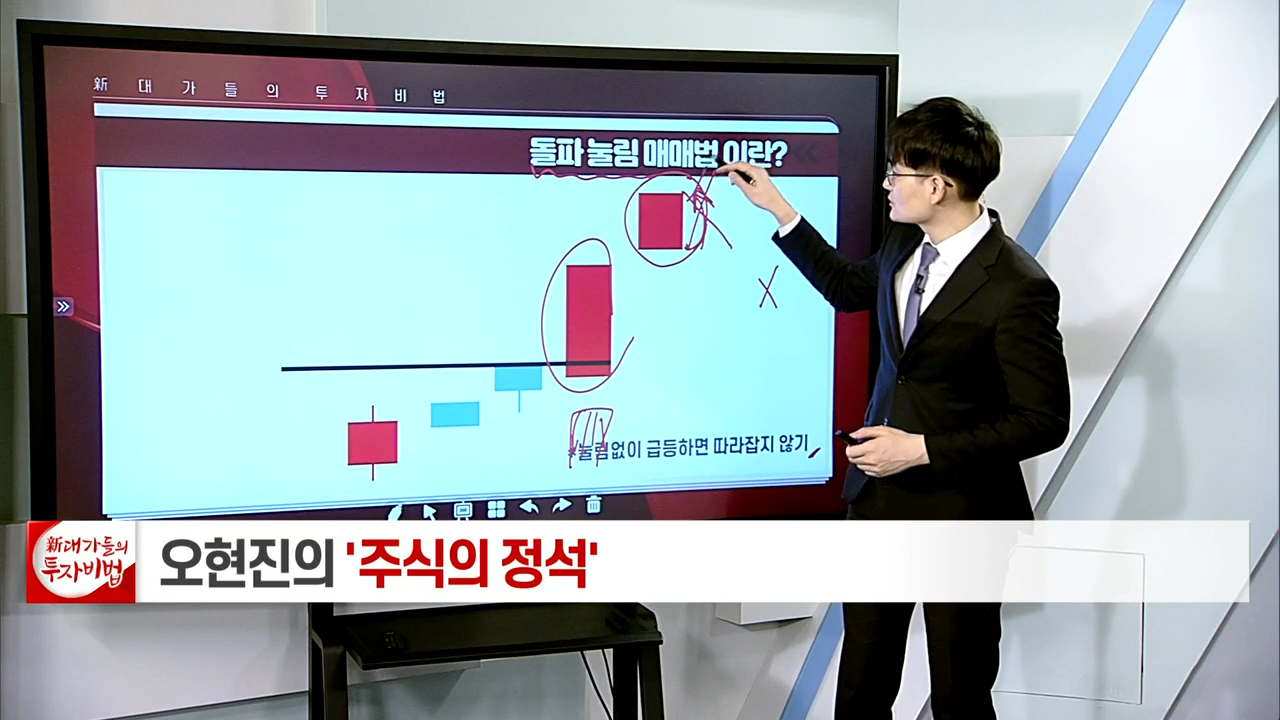 新 대 가 들 의 투 자 비 법
돌파 눌림 매매법 이란?
*눌림없이 급등하면 따라잡지 않기
新대가들의
투자비법
오현진의 '주식의 정석'